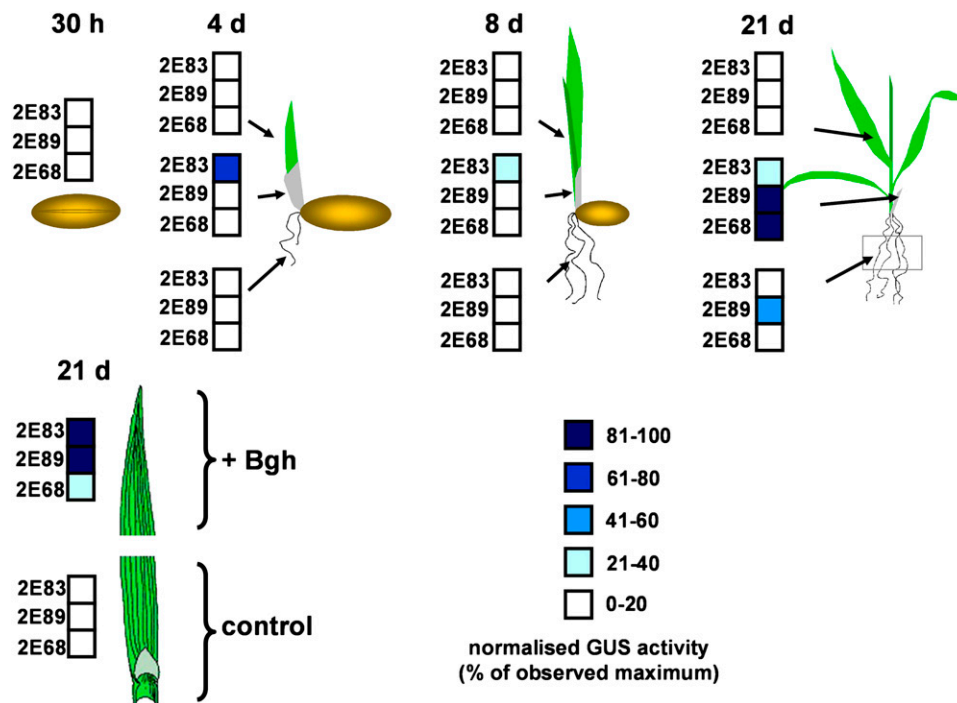 30 h
2E83
2E89
2E68
4 d
2E83
2E89
2E68
2E83
2E89
2E68
2E83
2E89
2E68
8 d
2E83
2E89
2E68
2E83
2E89
2E68
2E83
2E89
2E68
21 d
2E83
2E89
2E68
2E83
2E89
2E68
2E83
2E89
2E68
21 d
2E83
2E89
2E68
+ Bgh
2E83
2E89
2E68
control
81-100
61-80
41-60
21-40
0-20
normalised GUS activity
(% of observed maximum)